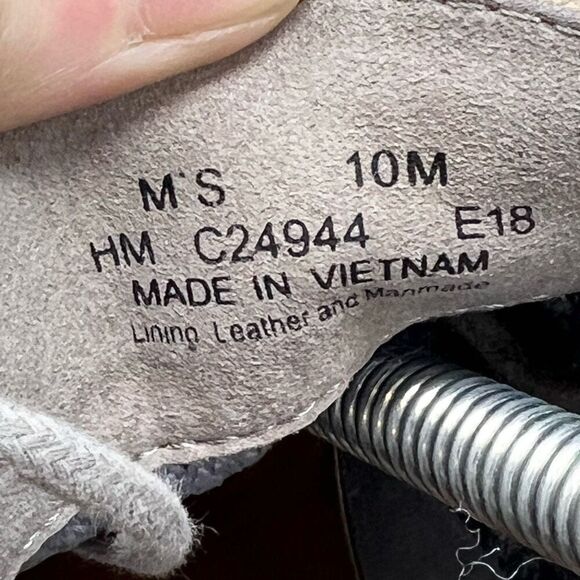 M'S 10M
HM C24944 E18
MADE IN VIETNAM
Lining Leather and Manmade